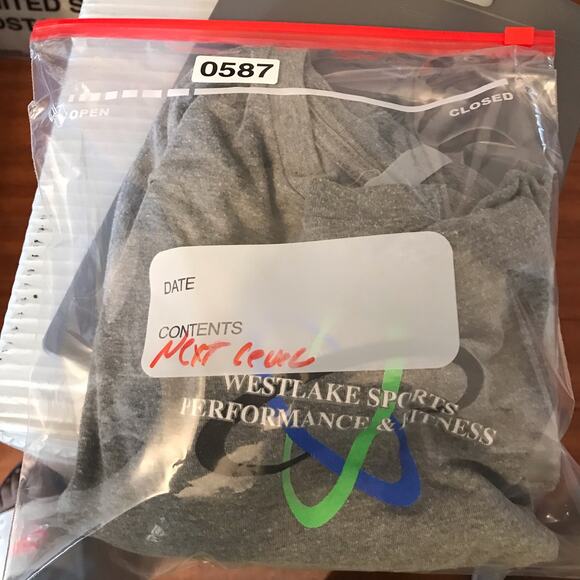 0587
OPEN
CLOSED
DATE
CONTENTS
Next Level
WESTLAKE SPORTS
PERFORMANCE & FITNESS